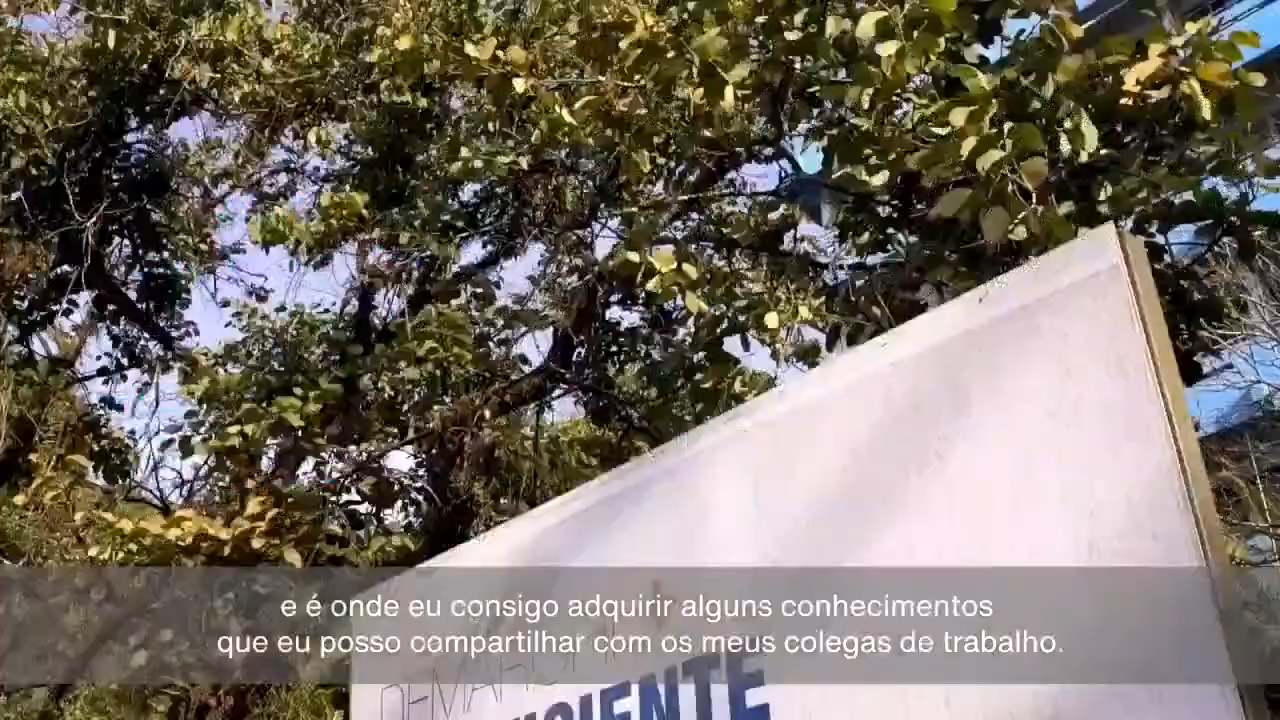 e é onde eu consigo adquirir alguns conhecimentos
que eu posso compartilhar com os meus colegas de trabalho.